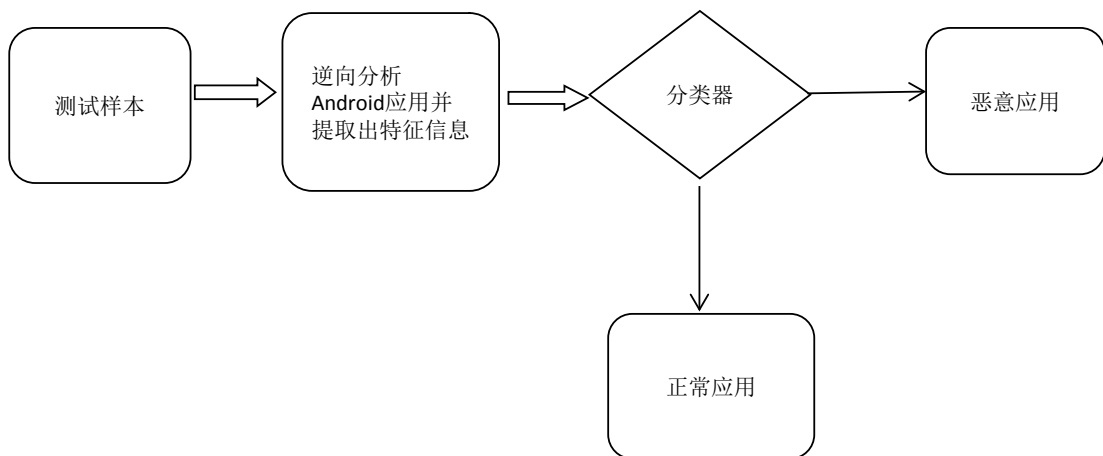 测试样本
逆向分析
Android应用并
提取出特征信息
分类器
恶意应用
正常应用